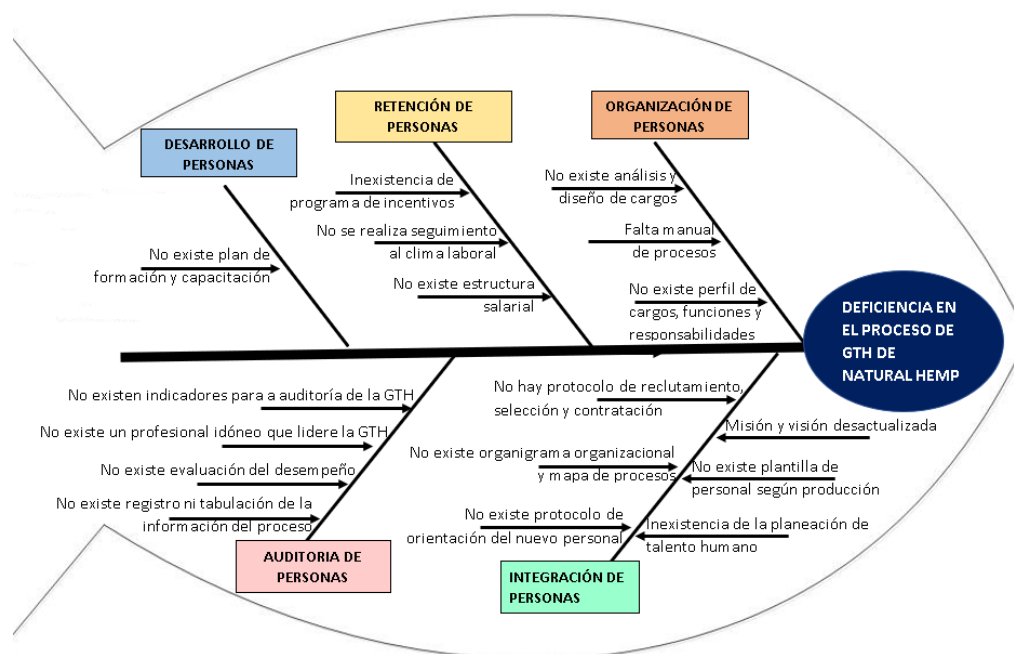 RETENCIÓN DE
PERSONAS
ORGANIZACIÓN DE
PERSONAS
DESARROLLO DE
PERSONAS
Inexistencia de
programa de incentivos
No se realiza seguimiento
al clima laboral
No existe estructura
salarial
No existe análisis y
diseño de cargos
Falta manual
de procesos
No existe perfil de
cargos, funciones y
responsabilidades
No existe plan de
formación y capacitación
DEFICIENCIA EN
EL PROCESO DE
GTH DE
NATURAL HEMP
No existen indicadores para a auditoría de la GTH
No existe un profesional idóneo que lidere la GTH
No existe evaluación del desempeño
No existe registro ni tabulación de la
información del proceso
AUDITORIA DE
PERSONAS
No hay protocolo de reclutamiento,
selección y contratación
Misión y visión desactualizada
No existe organigrama organizacional
y mapa de procesos
No existe plantilla de
personal según producción
No existe protocolo de
orientación del nuevo personal
Inexistencia de la planeación de
talento humano
INTEGRACIÓN DE
PERSONAS